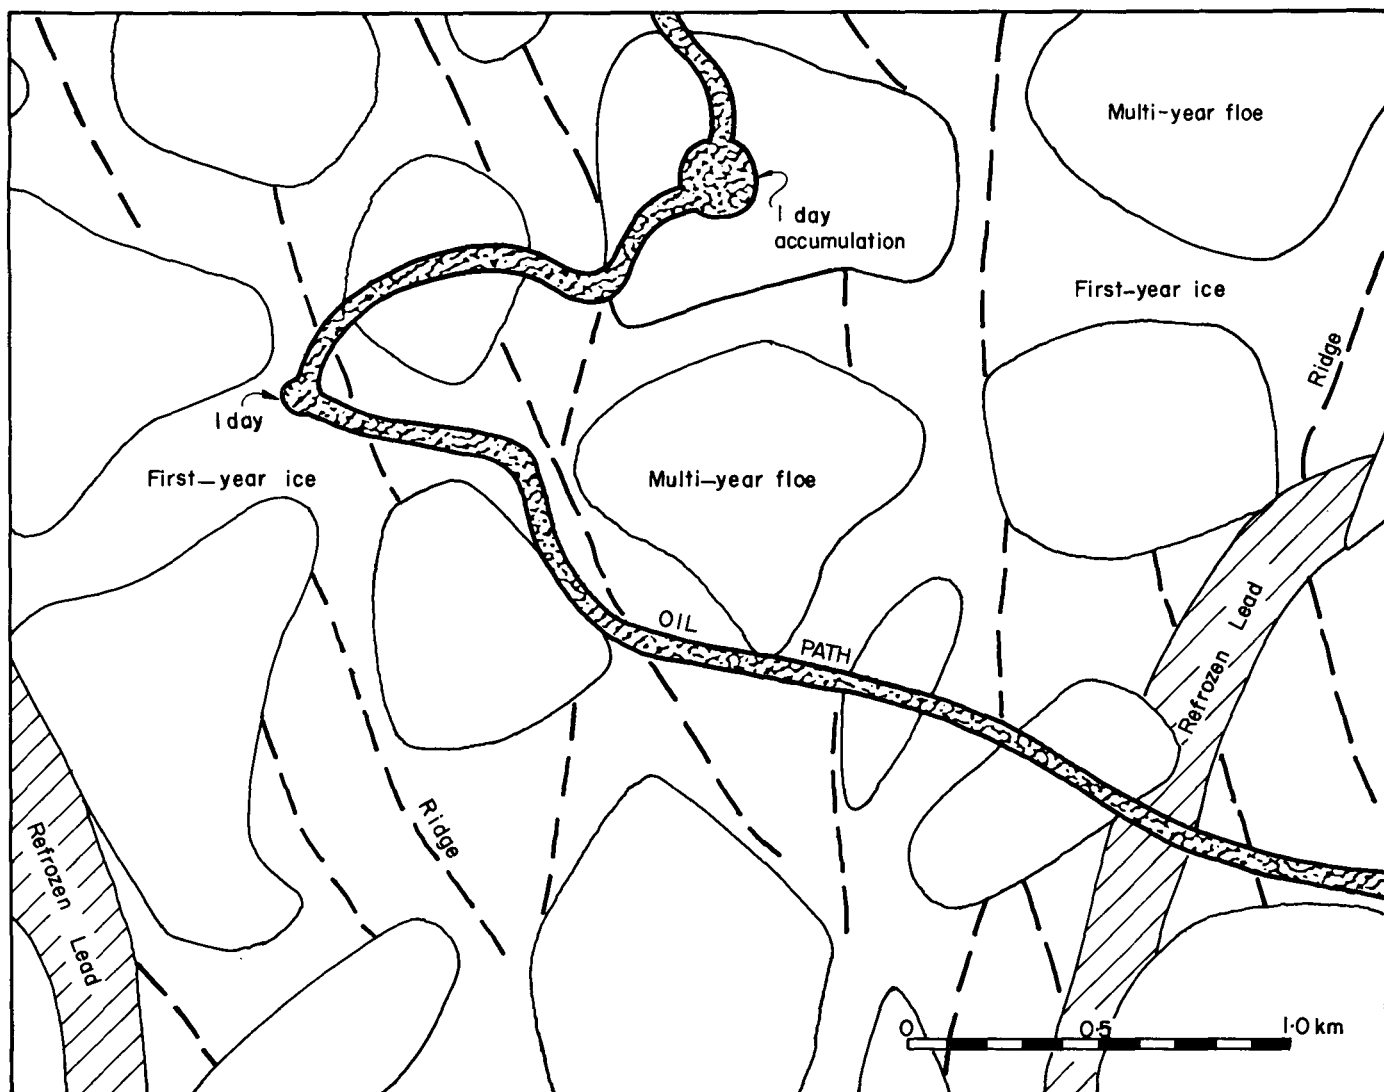 Multi-year floe
1 day
accumulation
First-year ice
Ridge
1 day
First-year ice
Multi-year floe
OIL PATH
Refrozen Lead
Ridge
Refrozen Lead
0 0.5 1.0 km